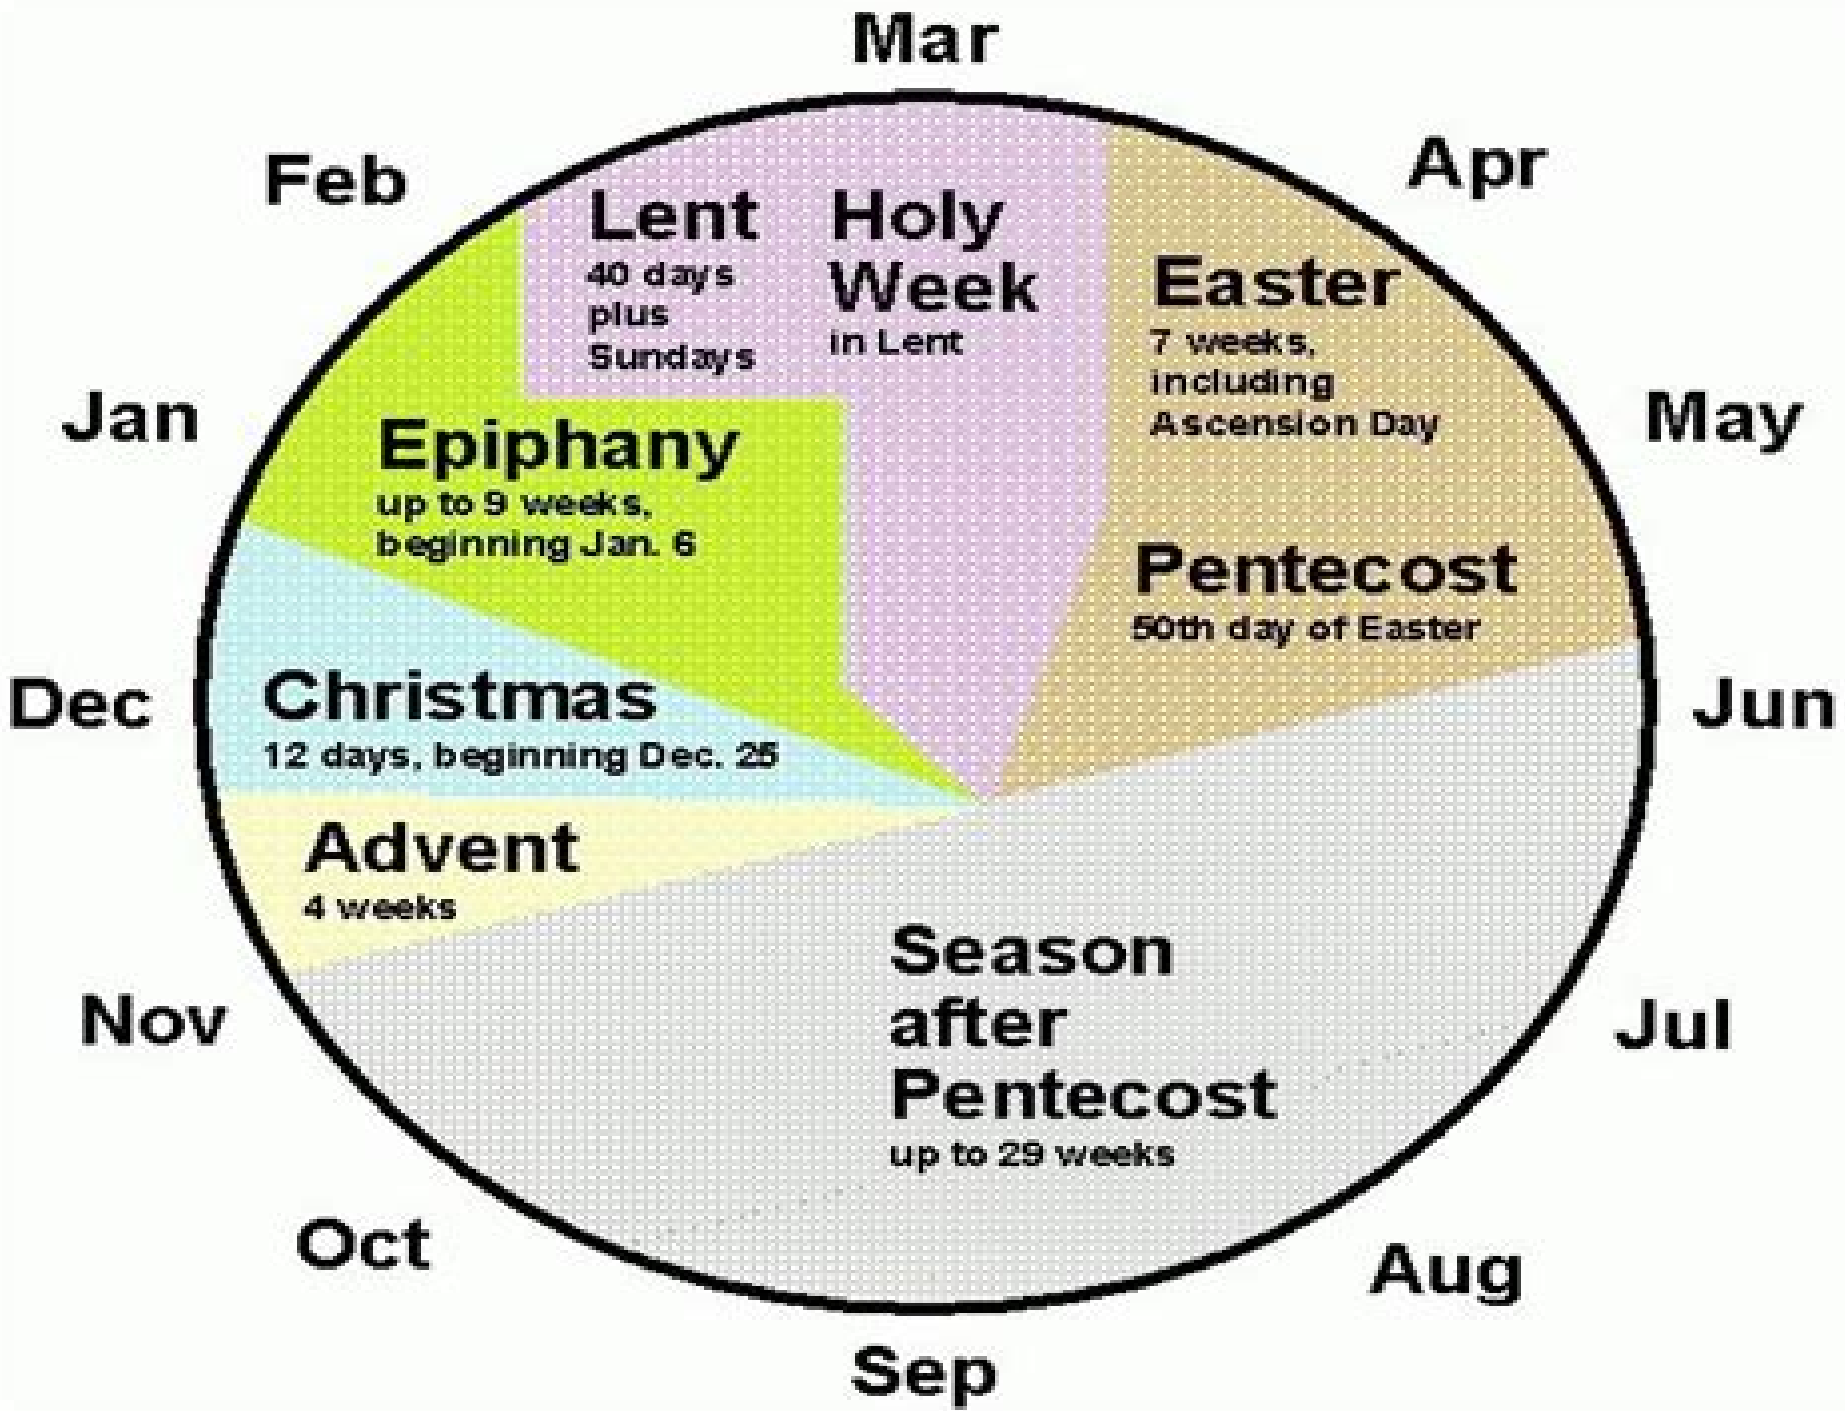 Mar
Feb
Apr
Jan
May
Dec
Jun
Nov
Jul
Oct
Aug
Sep
Lent
40 days
plus
Sundays
Holy
Week
in Lent
Easter
7 weeks,
including
Ascension Day
Epiphany
up to 9 weeks,
beginning Jan. 6
Pentecost
50th day of Easter
Christmas
12 days, beginning Dec. 25
Advent
4 weeks
Season
after
Pentecost
up to 29 weeks